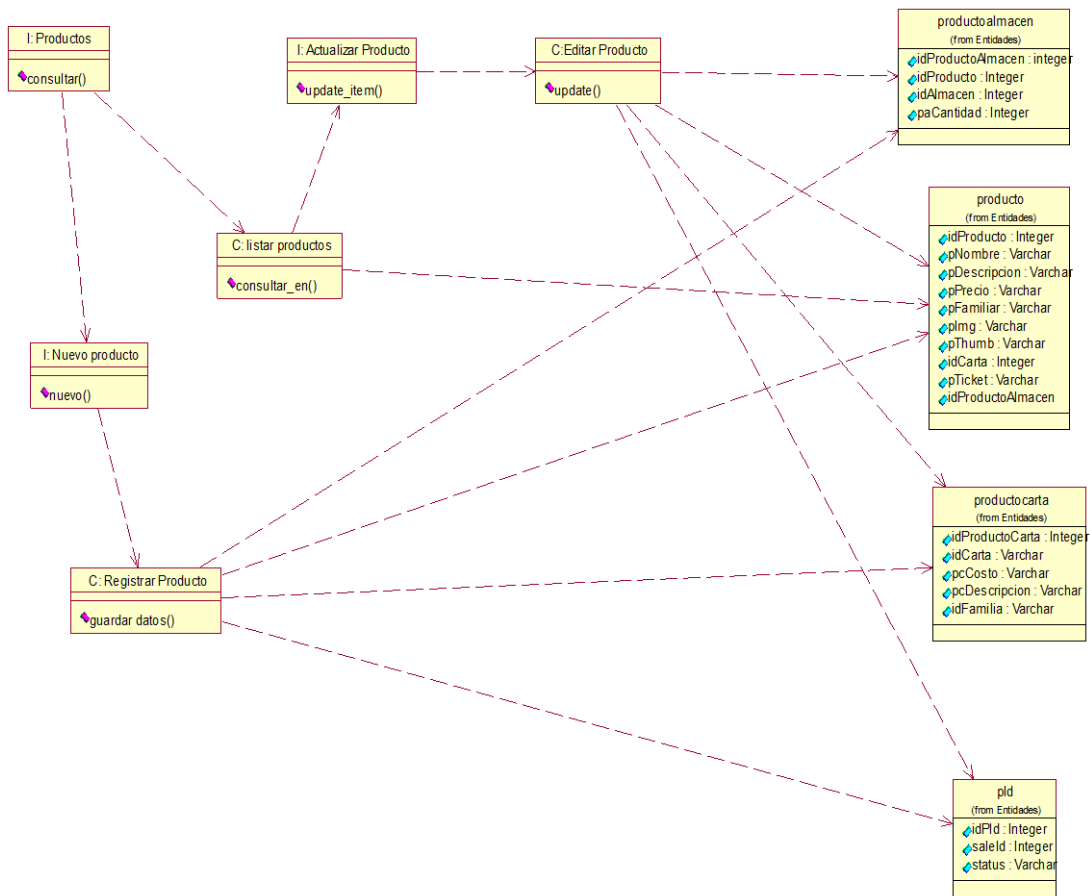 I: Productos
consultar()
I: Actualizar Producto
update_item()
C:Editar Producto
update()
productoalmacen
(from Entidades)
idProductoAlmacen : integer
idProducto : Integer
idAlmacen : Integer
paCantidad : Integer
C: listar productos
consultar_en()
producto
(from Entidades)
idProducto : Integer
pNombre : Varchar
pDescripcion : Varchar
pPrecio : Varchar
pFamiliar : Varchar
pImg : Varchar
pThumb : Varchar
idCarta : Integer
pTicket : Varchar
idProductoAlmacen
I: Nuevo producto
nuevo()
productocarta
(from Entidades)
idProductoCarta : Integer
idCarta : Varchar
pcCosto : Varchar
pcDescripcion : Varchar
idFamilia : Varchar
C: Registrar Producto
guardar datos()
pld
(from Entidades)
idPld : Integer
saleId : Integer
status : Varchar